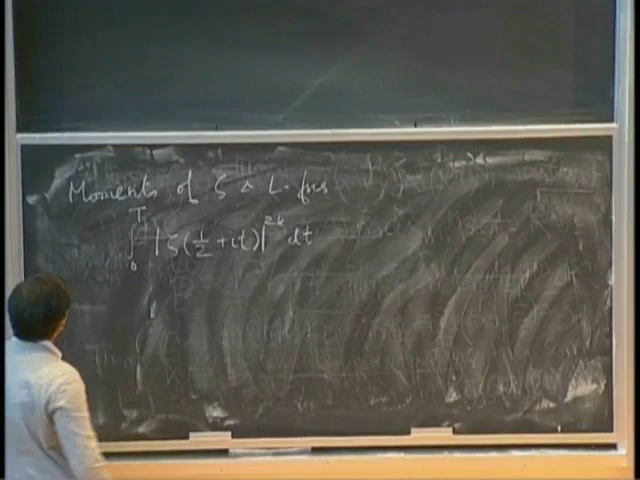 Moments of ζ & L-fns
∫₀ᵀ |ζ(1/2 + it)|^{2k} dt